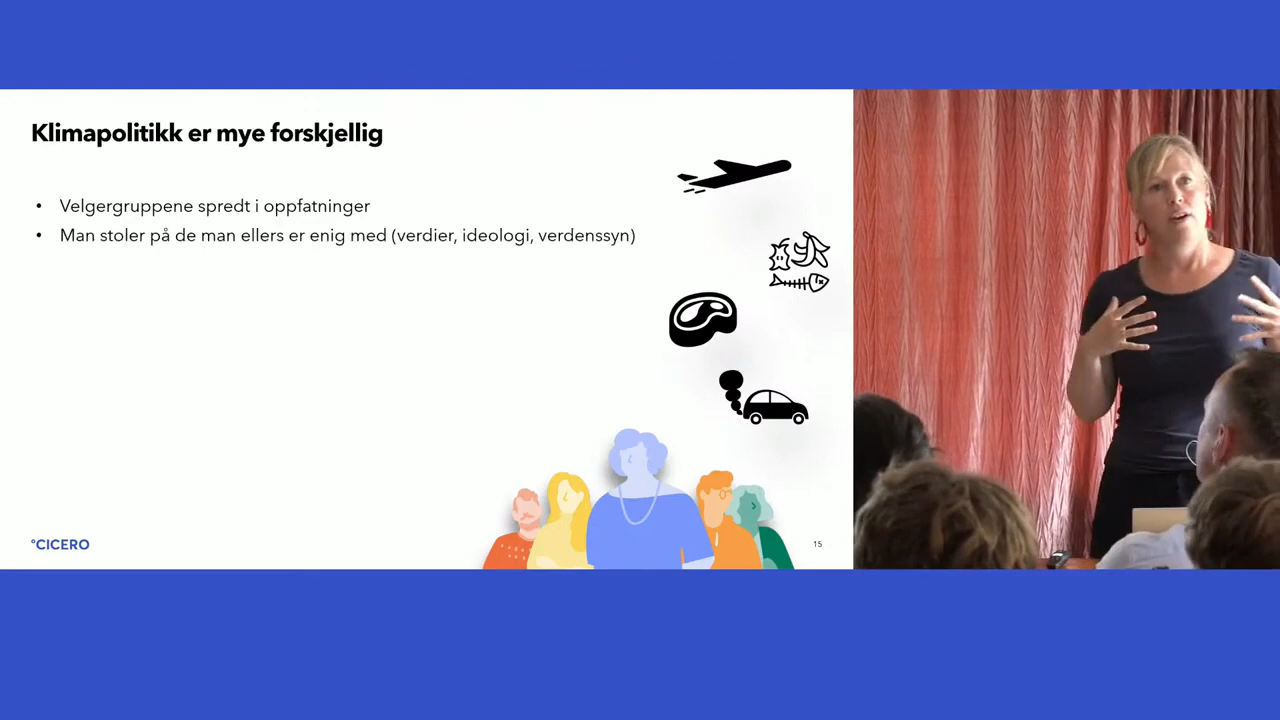 Klimapolitikk er mye forskjellig
• Velgergruppene spredt i oppfatninger
• Man stoler på de man ellers er enig med (verdier, ideologi, verdenssyn)
°CICERO
15